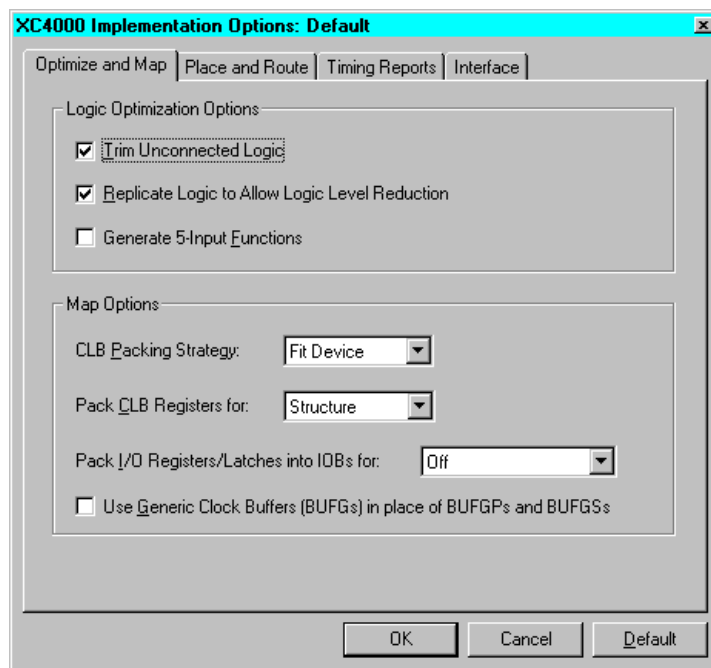 XC4000 Implementation Options: Default
Optimize and Map Place and Route Timing Reports Interface
Logic Optimization Options
Trim Unconnected Logic
Replicate Logic to Allow Logic Level Reduction
Generate 5-Input Functions
Map Options
CLB Packing Strategy: Fit Device
Pack CLB Registers for: Structure
Pack I/O Registers/Latches into IOBs for: Off
Use Generic Clock Buffers (BUFGs) in place of BUFGPs and BUFGSs
OK Cancel Default